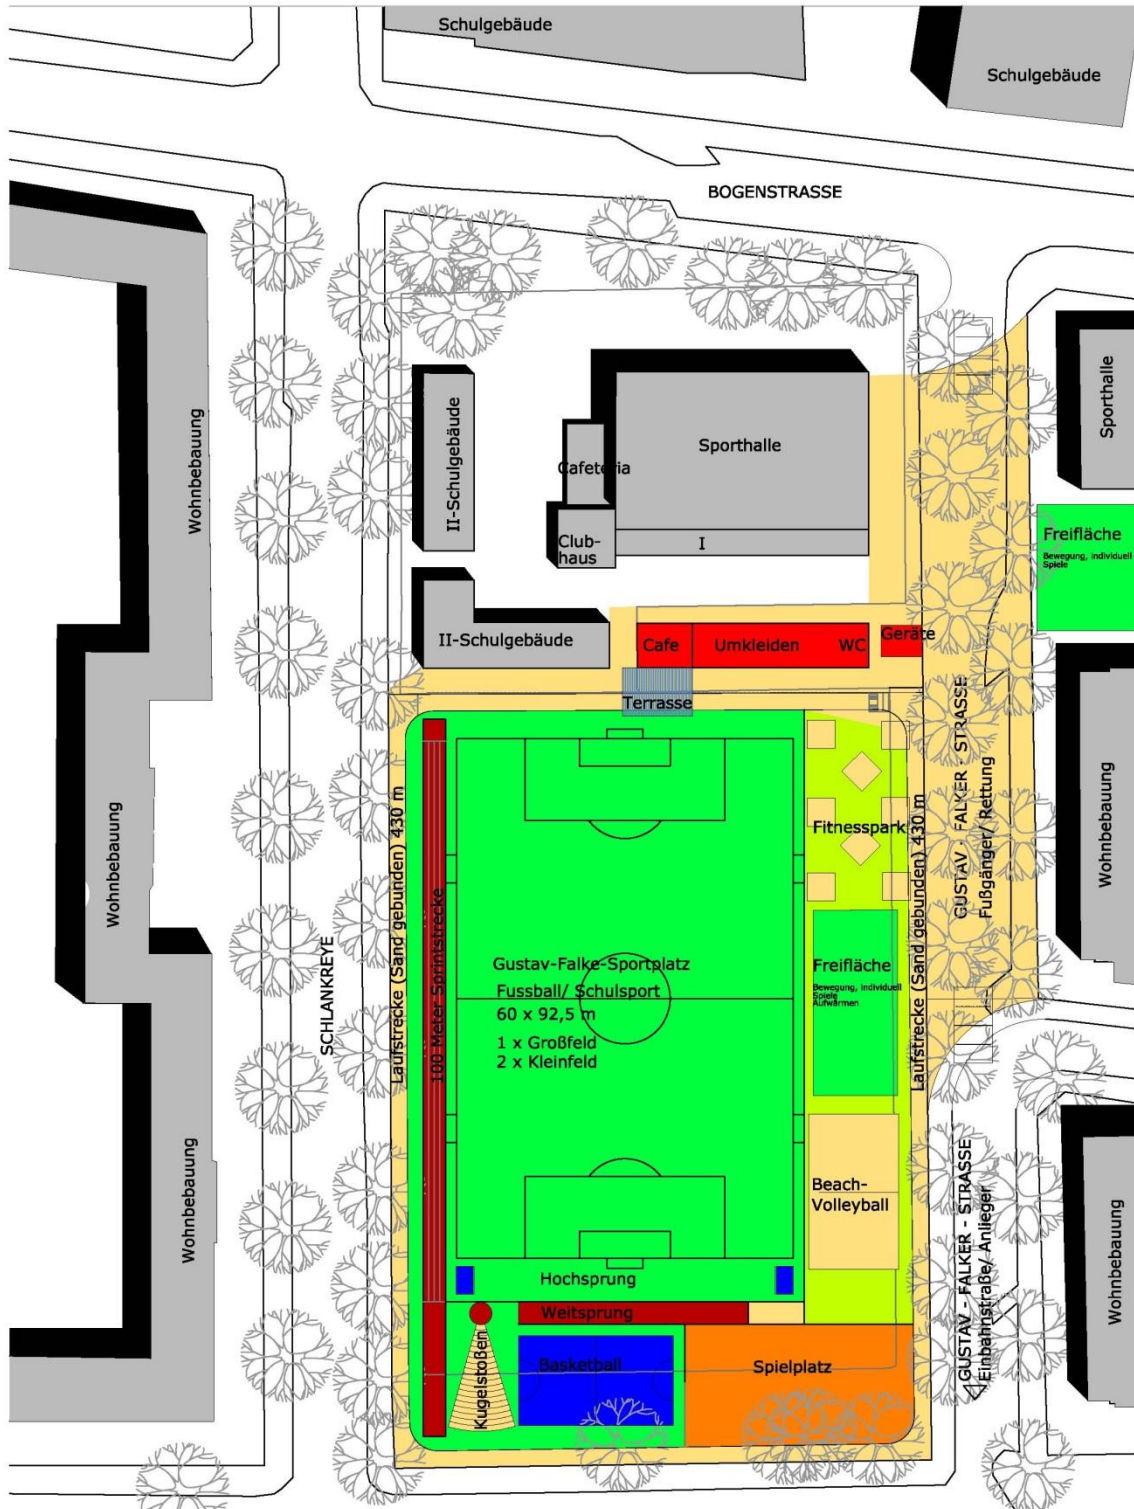 Schulgebäude
Schulgebäude
BOGENSTRASSE
Wohnbebauung
II-Schulgebäude
Cafeteria
Sporthalle
Sporthalle
Club-
haus
I
Freifläche
Bewegung, individuell
Spiele
II-Schulgebäude
Cafe
Umkleiden
WC
Geräte
Terrasse
GUSTAV - FALKER - STRASSE
Fußgänger/ Rettung
Wohnbebauung
Wohnbebauung
SCHLANKREYE
Laufstrecke (Sand gebunden) 430 m
100 Meter Sprintstrecke
Gustav-Falke-Sportplatz
Fussball/ Schulsport
60 x 92,5 m
1 x Großfeld
2 x Kleinfeld
Fitnesspark
Freifläche
Bewegung, individuell
Spiele
Aufwärmen
Laufstrecke (Sand gebunden) 430 m
Beach-
Volleyball
GUSTAV - FALKER - STRASSE
Einbahnstraße/ Anlieger
Wohnbebauung
Wohnbebauung
Hochsprung
Weitsprung
Kugelstoßen
Basketball
Spielplatz